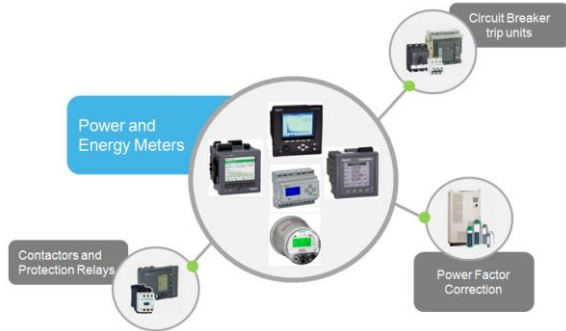 Circuit Breaker
trip units
Power and
Energy Meters
Contactors and
Protection Relays
Power Factor
Correction